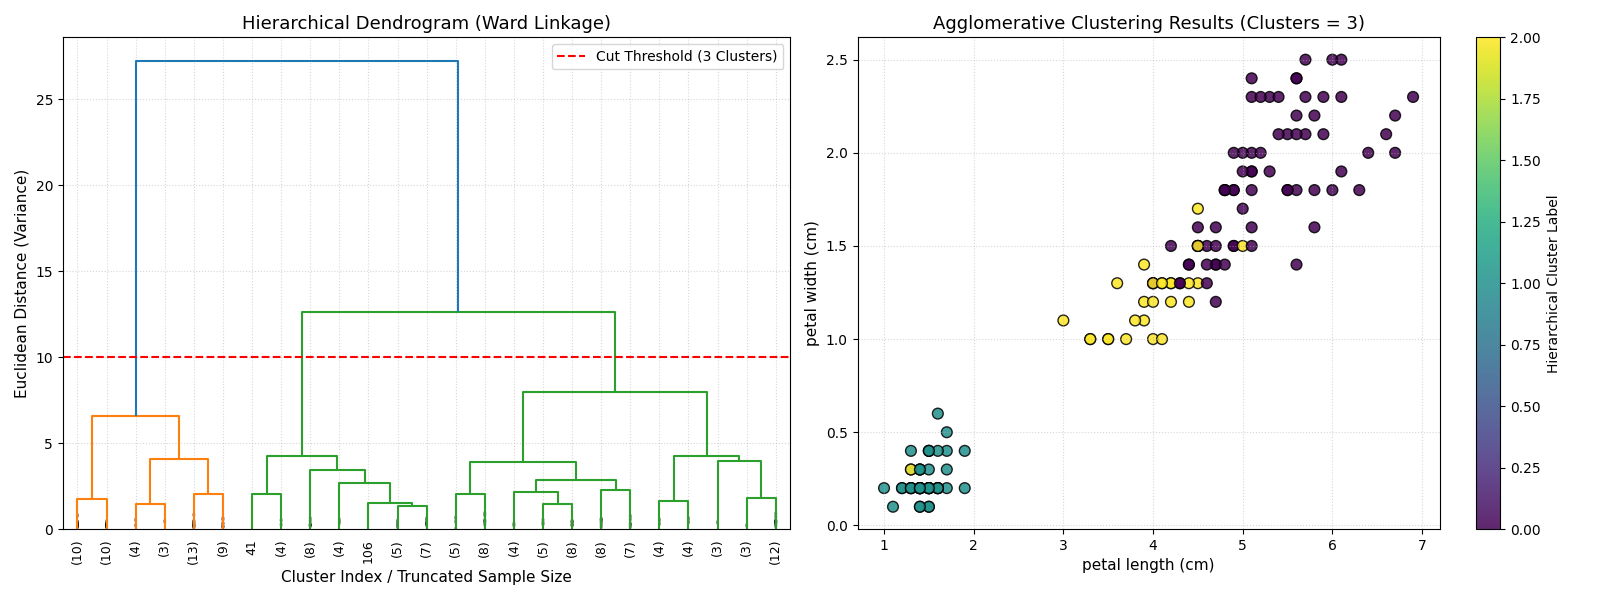 Hierarchical Dendrogram (Ward Linkage)
Cut Threshold (3 Clusters)
Euclidean Distance (Variance)
25
20
15
10
5
0
(10) (10) (4) (3) (13) (9) 41 (4) (8) (4) 106 (5) (7) (5) (8) (4) (5) (8) (8) (7) (4) (4) (3) (3) (12)
Cluster Index / Truncated Sample Size
Agglomerative Clustering Results (Clusters = 3)
petal width (cm)
2.5
2.0
1.5
1.0
0.5
0.0
1 2 3 4 5 6 7
petal length (cm)
2.00
1.75
1.50
1.25
1.00
0.75
0.50
0.25
0.00
Hierarchical Cluster Label